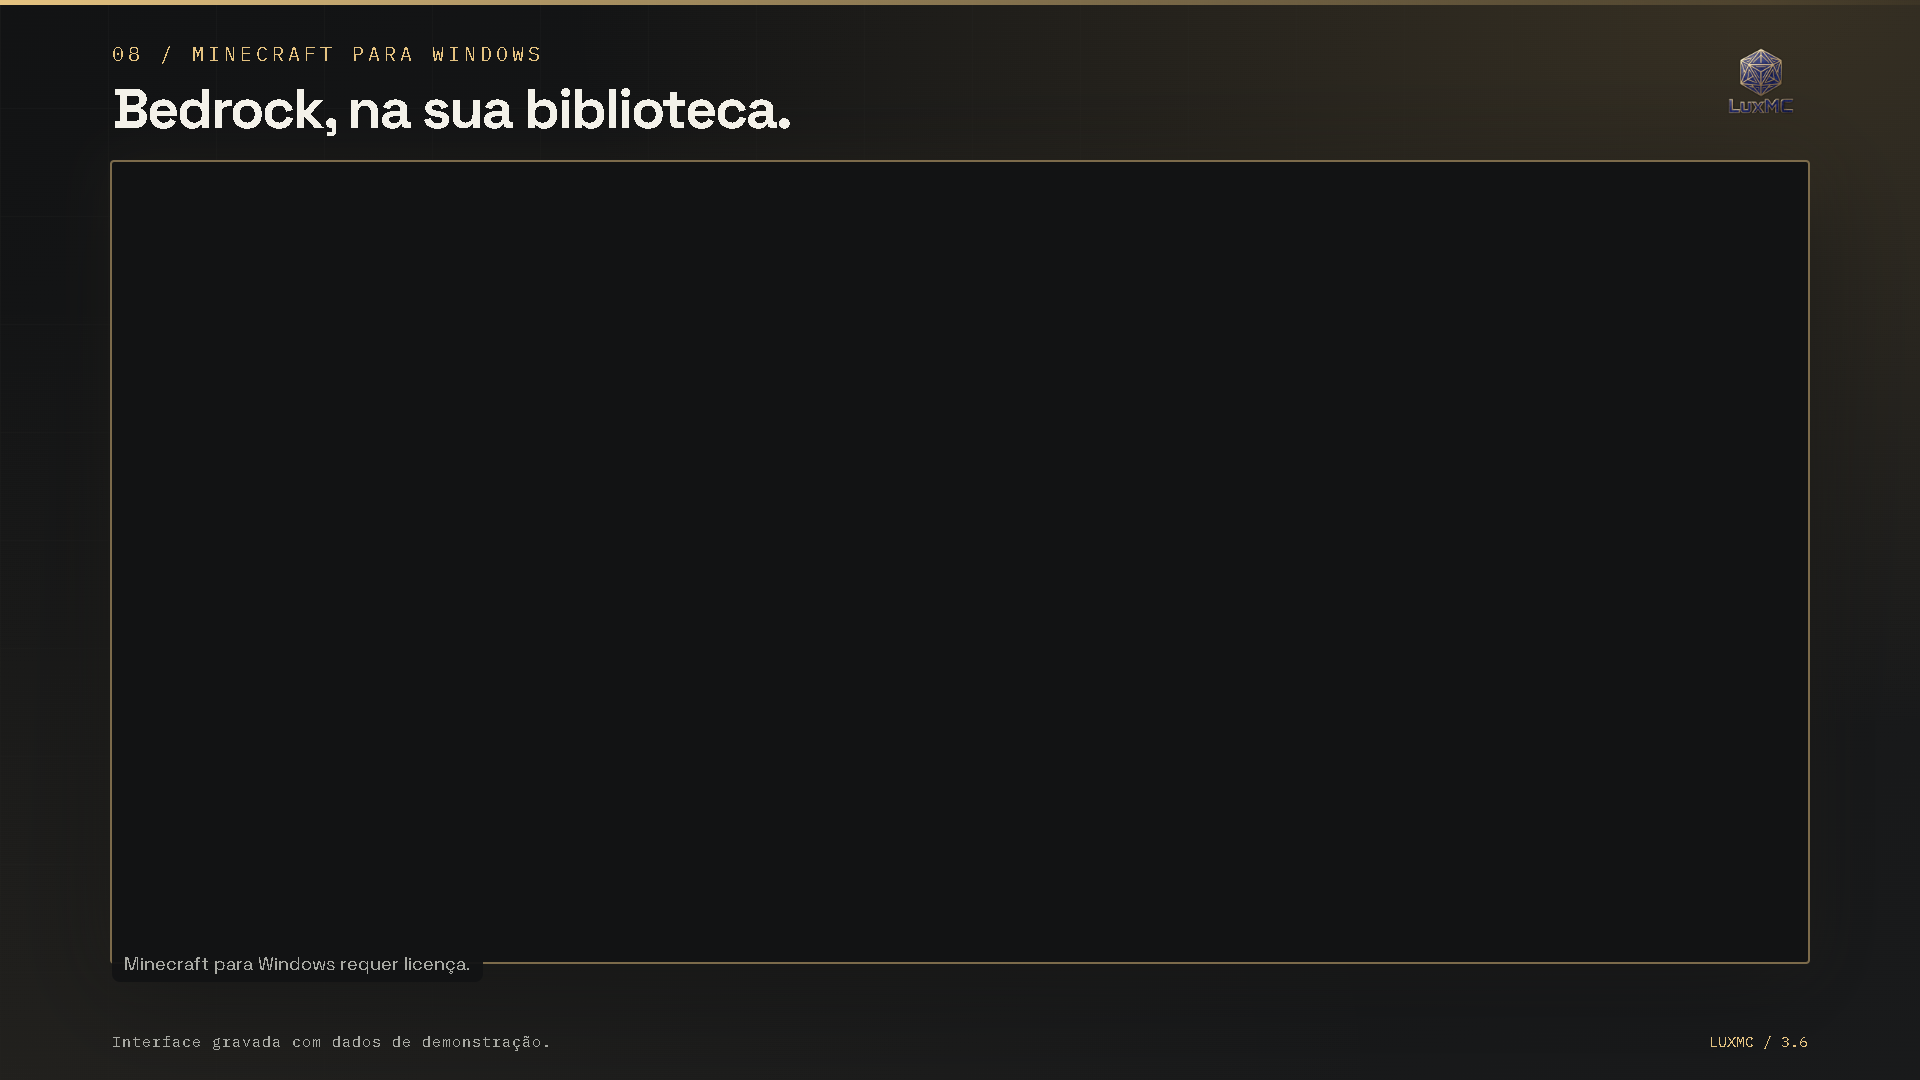 08 / MINECRAFT PARA WINDOWS
Bedrock, na sua biblioteca.
LuxMC
Minecraft para Windows requer licença.
Interface gravada com dados de demonstração.
LUXMC / 3.6